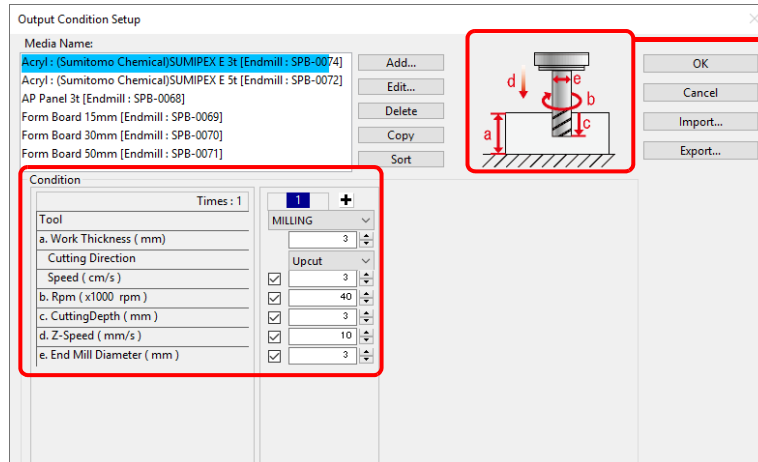 Output Condition Setup
Media Name:
Acryl : (Sumitomo Chemical)SUMIPEX E 3t [Endmill : SPB-0074]
Acryl : (Sumitomo Chemical)SUMIPEX E 5t [Endmill : SPB-0072]
AP Panel 3t [Endmill : SPB-0068]
Form Board 15mm [Endmill : SPB-0069]
Form Board 30mm [Endmill : SPB-0070]
Form Board 50mm [Endmill : SPB-0071]
Add...
Edit...
Delete
Copy
Sort
d
e
b
a
c
OK
Cancel
Import...
Export...
Condition
Times : 1 1 +
Tool MILLING
a. Work Thickness ( mm) 3
Cutting Direction Upcut
Speed ( cm/s ) 3
b. Rpm ( x1000 rpm ) 40
c. CuttingDepth ( mm ) 3
d. Z-Speed ( mm/s ) 10
e. End Mill Diameter ( mm ) 3